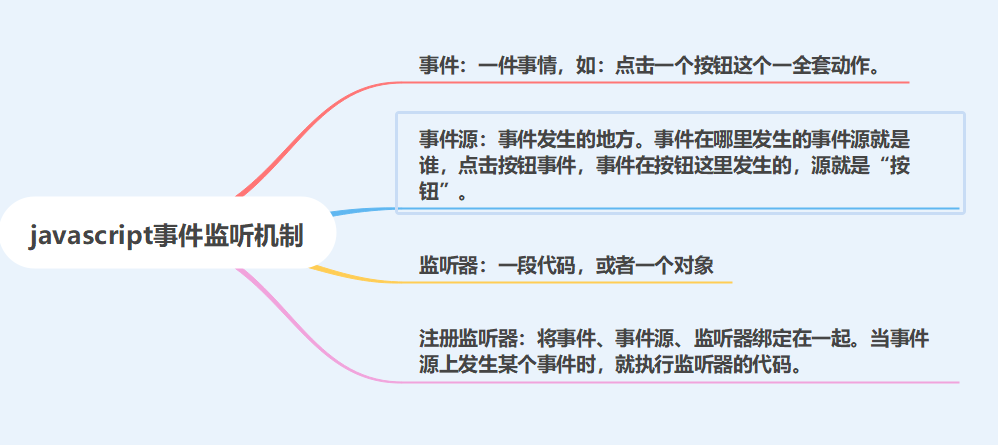 事件：一件事情，如：点击一个按钮这个一全套动作。
事件源：事件发生的地方。事件在哪里发生的事件源就是
谁，点击按钮事件，事件在按钮这里发生的，源就是“按
钮”。
javascript事件监听机制
监听器：一段代码，或者一个对象
注册监听器：将事件、事件源、监听器绑定在一起。当事件
源上发生某个事件时，就执行监听器的代码。